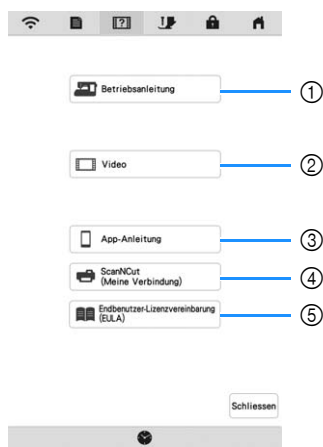 Betriebsanleitung
①
Video
②
App-Anleitung
③
ScanNCut
(Meine Verbindung)
④
Endbenutzer-Lizenzvereinbarung
(EULA)
⑤
Schliessen